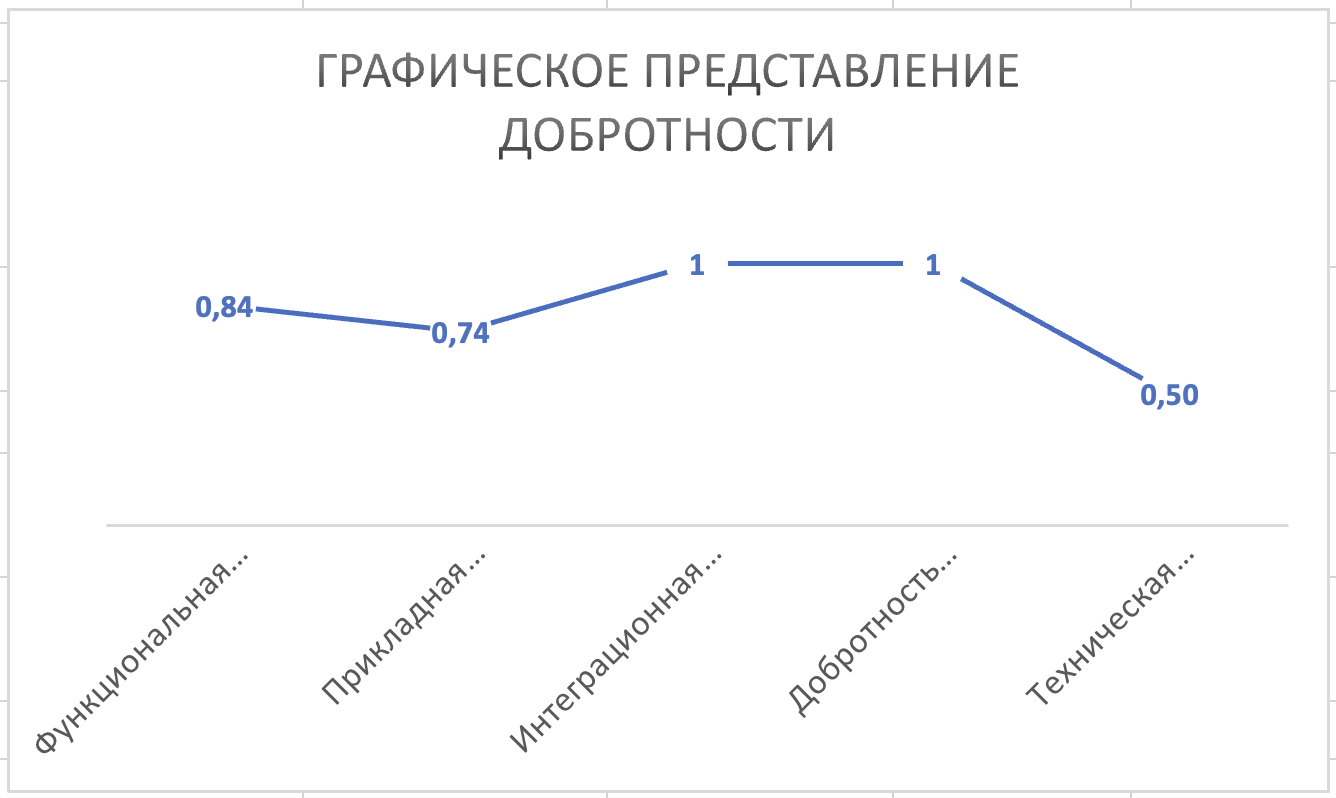 ГРАФИЧЕСКОЕ ПРЕДСТАВЛЕНИЕ
ДОБРОТНОСТИ
0,84
0,74
1
1
0,50
Функциональная...
Прикладная...
Интеграционная...
Добротность...
Техническая...